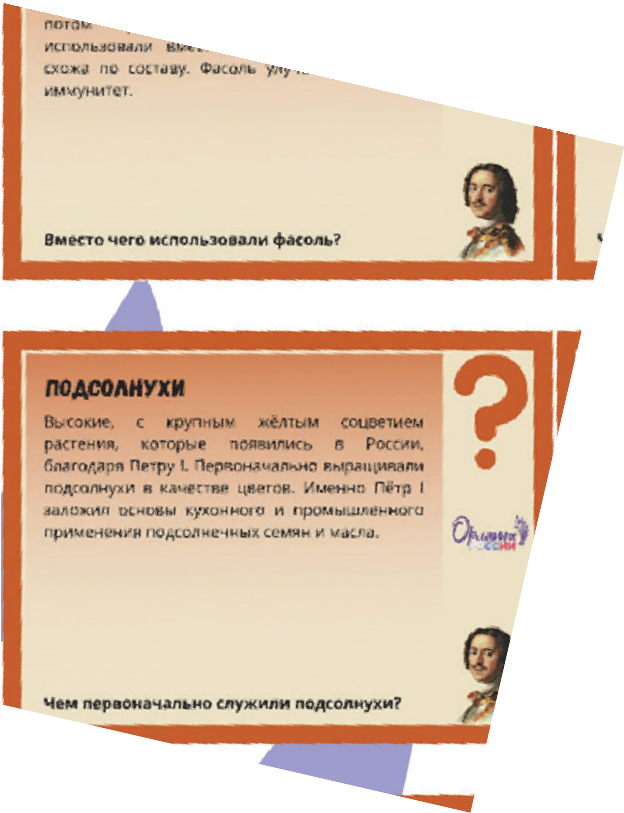 потом
использовали
схожа по составу. Фасоль
иммунитет.
Вместо чего использовали фасоль?
ПОДСОЛНУХИ
Высокие, с крупным жёлтым соцветием
растения, которые появились в России,
благодаря Петру I. Первоначально выращивали
подсолнухи в качестве цветов. Именно Пётр I
заложил основы кухонного и промышленного
применения подсолнечных семян и масла.
?
Орлята
России
Чем первоначально служили подсолнухи?